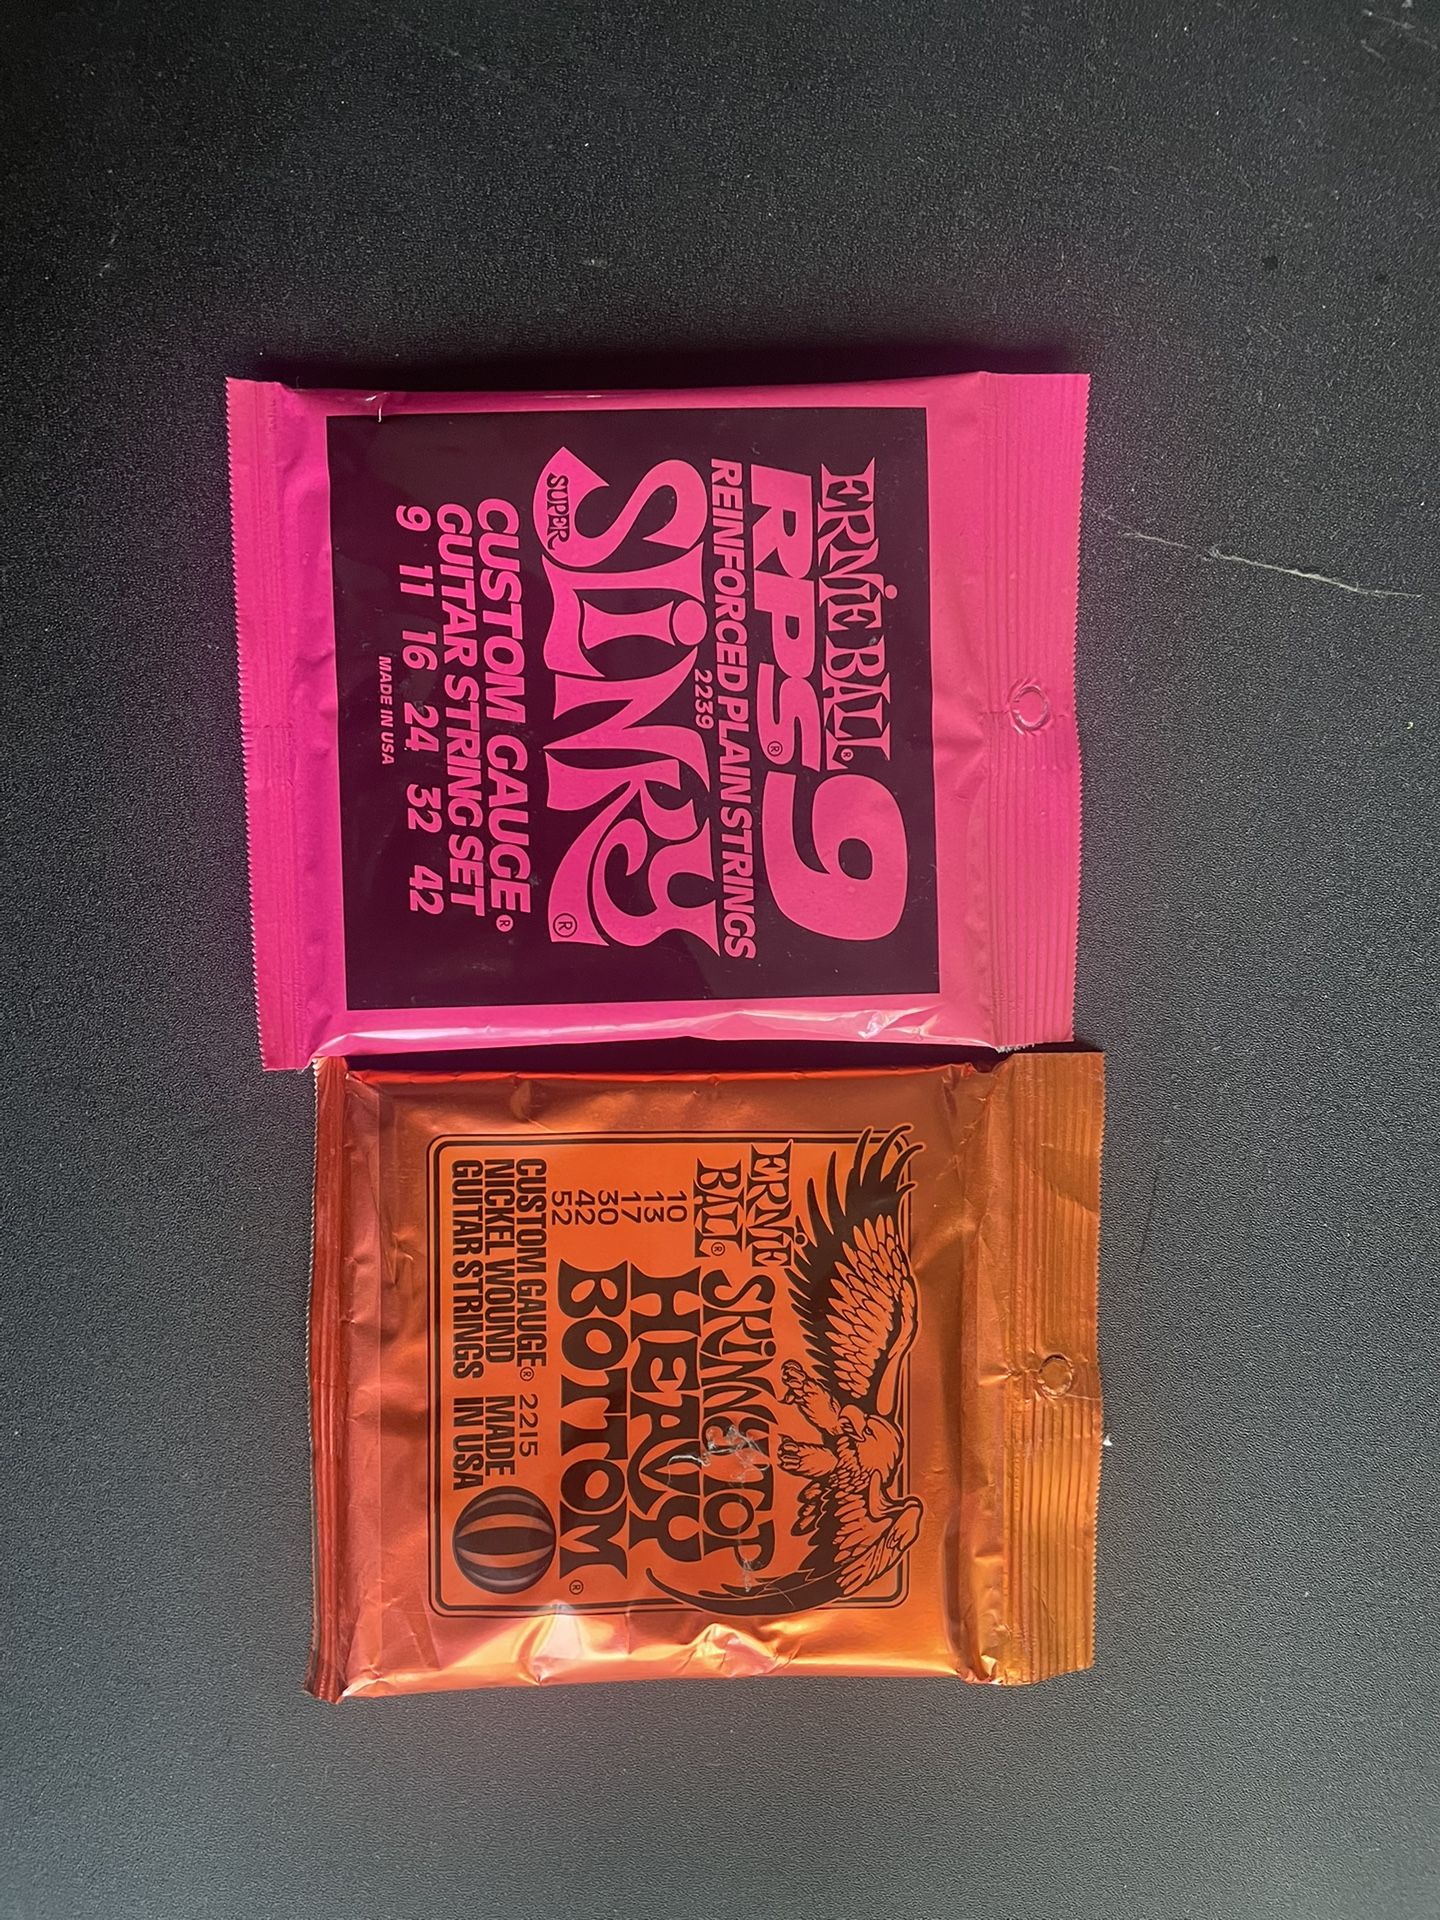 ERNIE BALL®
RPS® 9
REINFORCED PLAIN STRINGS
2239
SLINKY®
SUPER
CUSTOM GAUGE®
GUITAR STRING SET
9 11 16 24 32 42
MADE IN USA
ERNIE
BALL®
SKINNY TOP
HEAVY
BOTTOM®
10
13
17
30
42
52
CUSTOM GAUGE® 2215
NICKEL WOUND MADE
GUITAR STRINGS IN USA